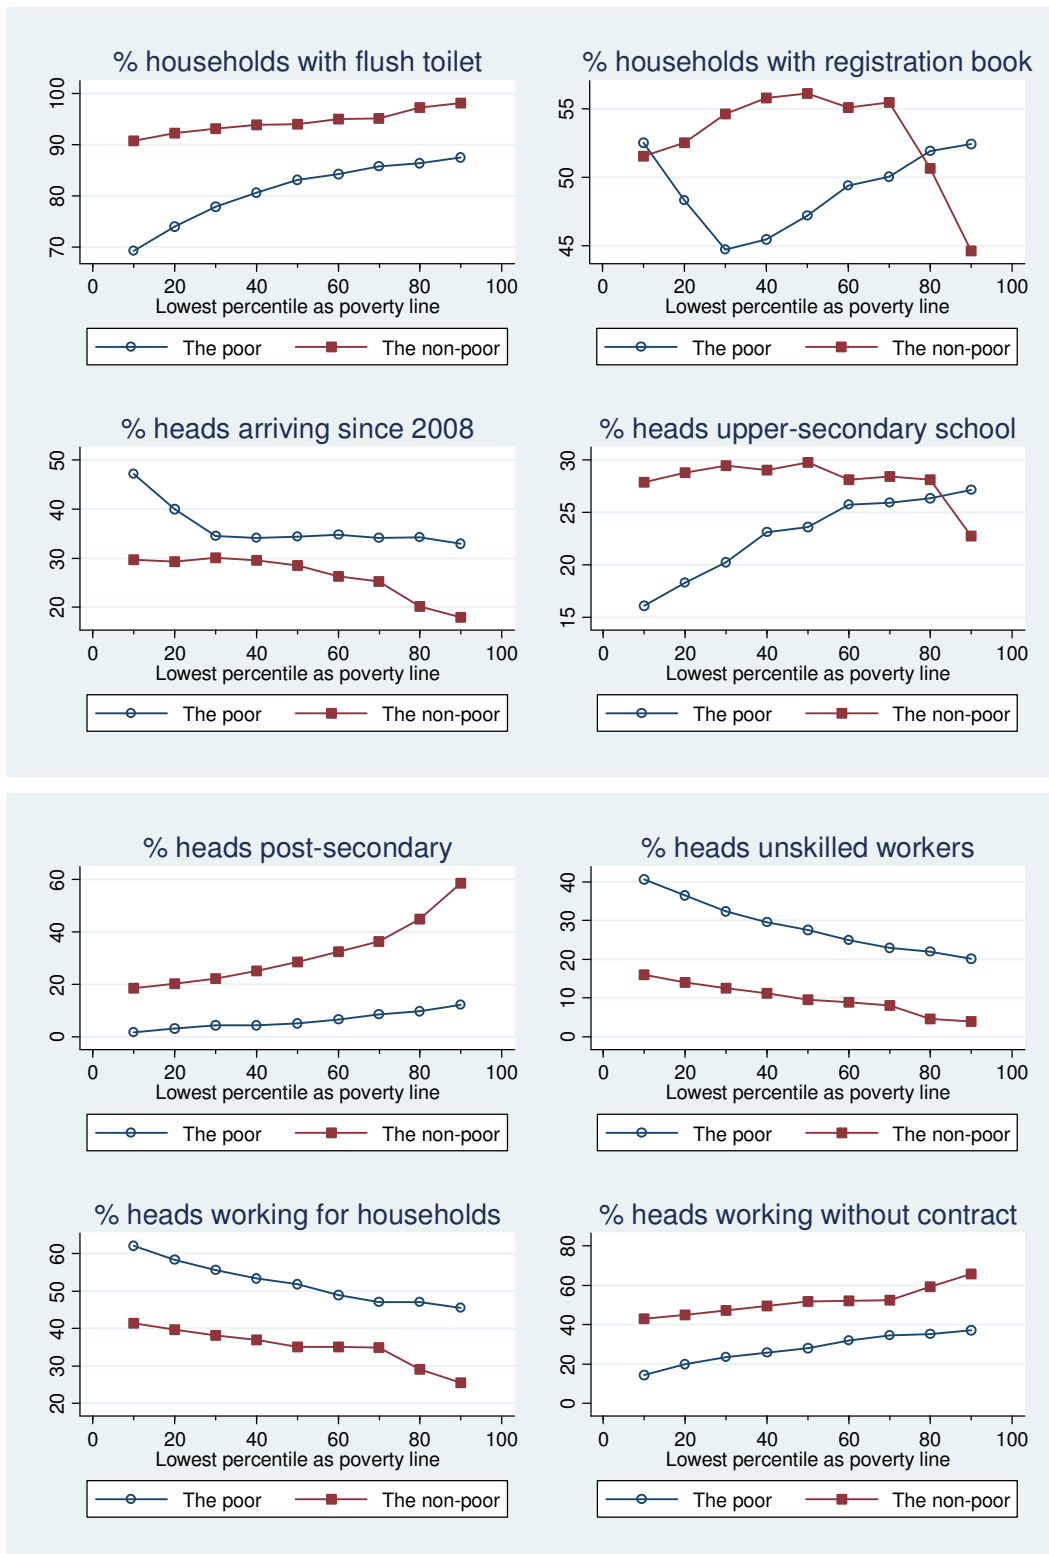 % households with flush toilet
100
90
80
70
0 20 40 60 80 100
Lowest percentile as poverty line
The poor The non-poor
% households with registration book
55
50
45
0 20 40 60 80 100
Lowest percentile as poverty line
The poor The non-poor
% heads arriving since 2008
50
40
30
20
0 20 40 60 80 100
Lowest percentile as poverty line
The poor The non-poor
% heads upper-secondary school
30
25
20
15
0 20 40 60 80 100
Lowest percentile as poverty line
The poor The non-poor
% heads post-secondary
60
40
20
0
0 20 40 60 80 100
Lowest percentile as poverty line
The poor The non-poor
% heads unskilled workers
40
30
20
10
0
0 20 40 60 80 100
Lowest percentile as poverty line
The poor The non-poor
% heads working for households
60
50
40
30
20
0 20 40 60 80 100
Lowest percentile as poverty line
The poor The non-poor
% heads working without contract
80
60
40
20
0
0 20 40 60 80 100
Lowest percentile as poverty line
The poor The non-poor